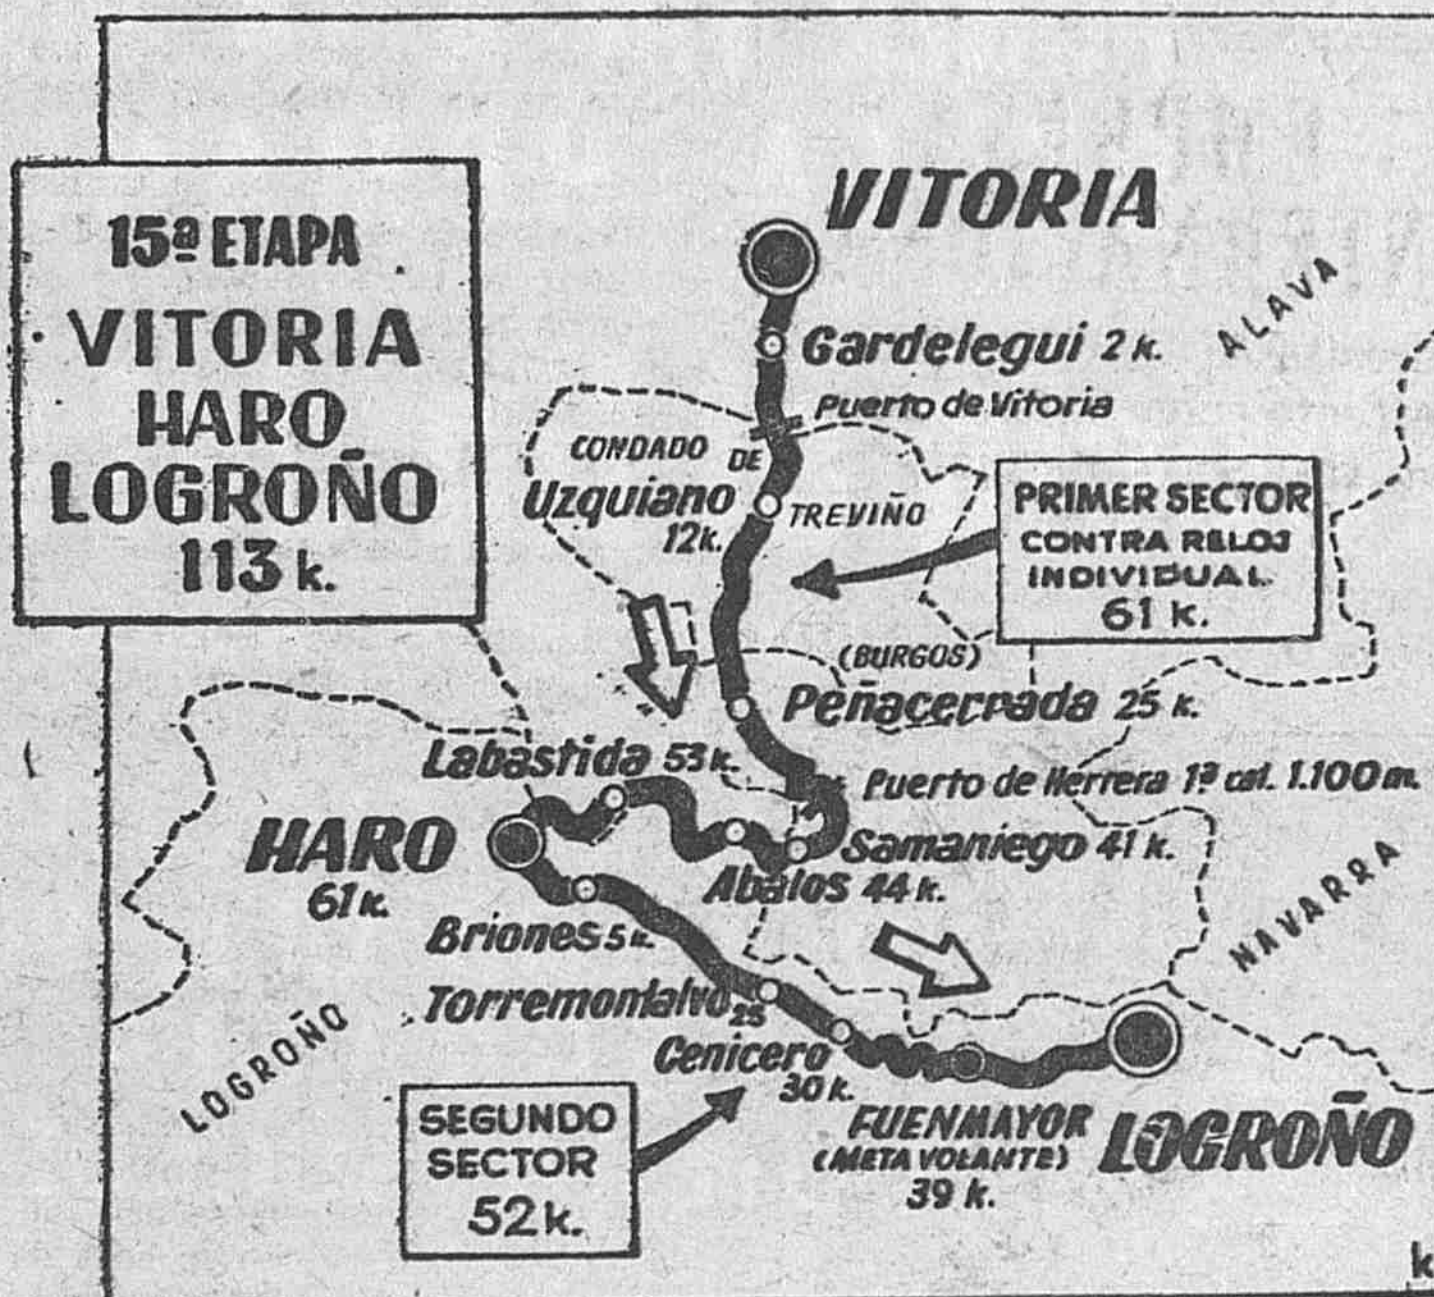 15ª ETAPA
VITORIA
HARO
LOGROÑO
113 k.
VITORIA
ALAVA
Gardelegui 2 k.
Puerto de Vitoria
CONDADO DE
TREVIÑO
Uzquiano
12 k.
PRIMER SECTOR
CONTRA RELOJ
INDIVIDUAL
61 k.
(BURGOS)
Peñacerrada 25 k.
Labastida 53 k.
Puerto de Herrera 1ª cat. 1.100 m.
HARO
61 k.
Samaniego 41 k.
Abalos 44 k.
Briones 5 k.
NAVARRA
Torremontalvo 25
LOGROÑO
Cenicero
30 k.
SEGUNDO
SECTOR
52 k.
FUENMAYOR
(META VOLANTE)
39 k.
LOGROÑO
k